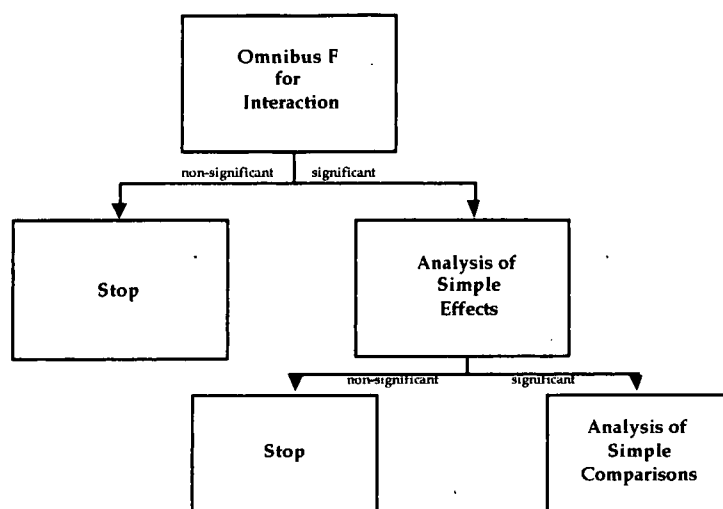 Omnibus F
for
Interaction
non-significant significant
Stop
Analysis of
Simple
Effects
non-significant significant
Stop
Analysis of
Simple
Comparisons